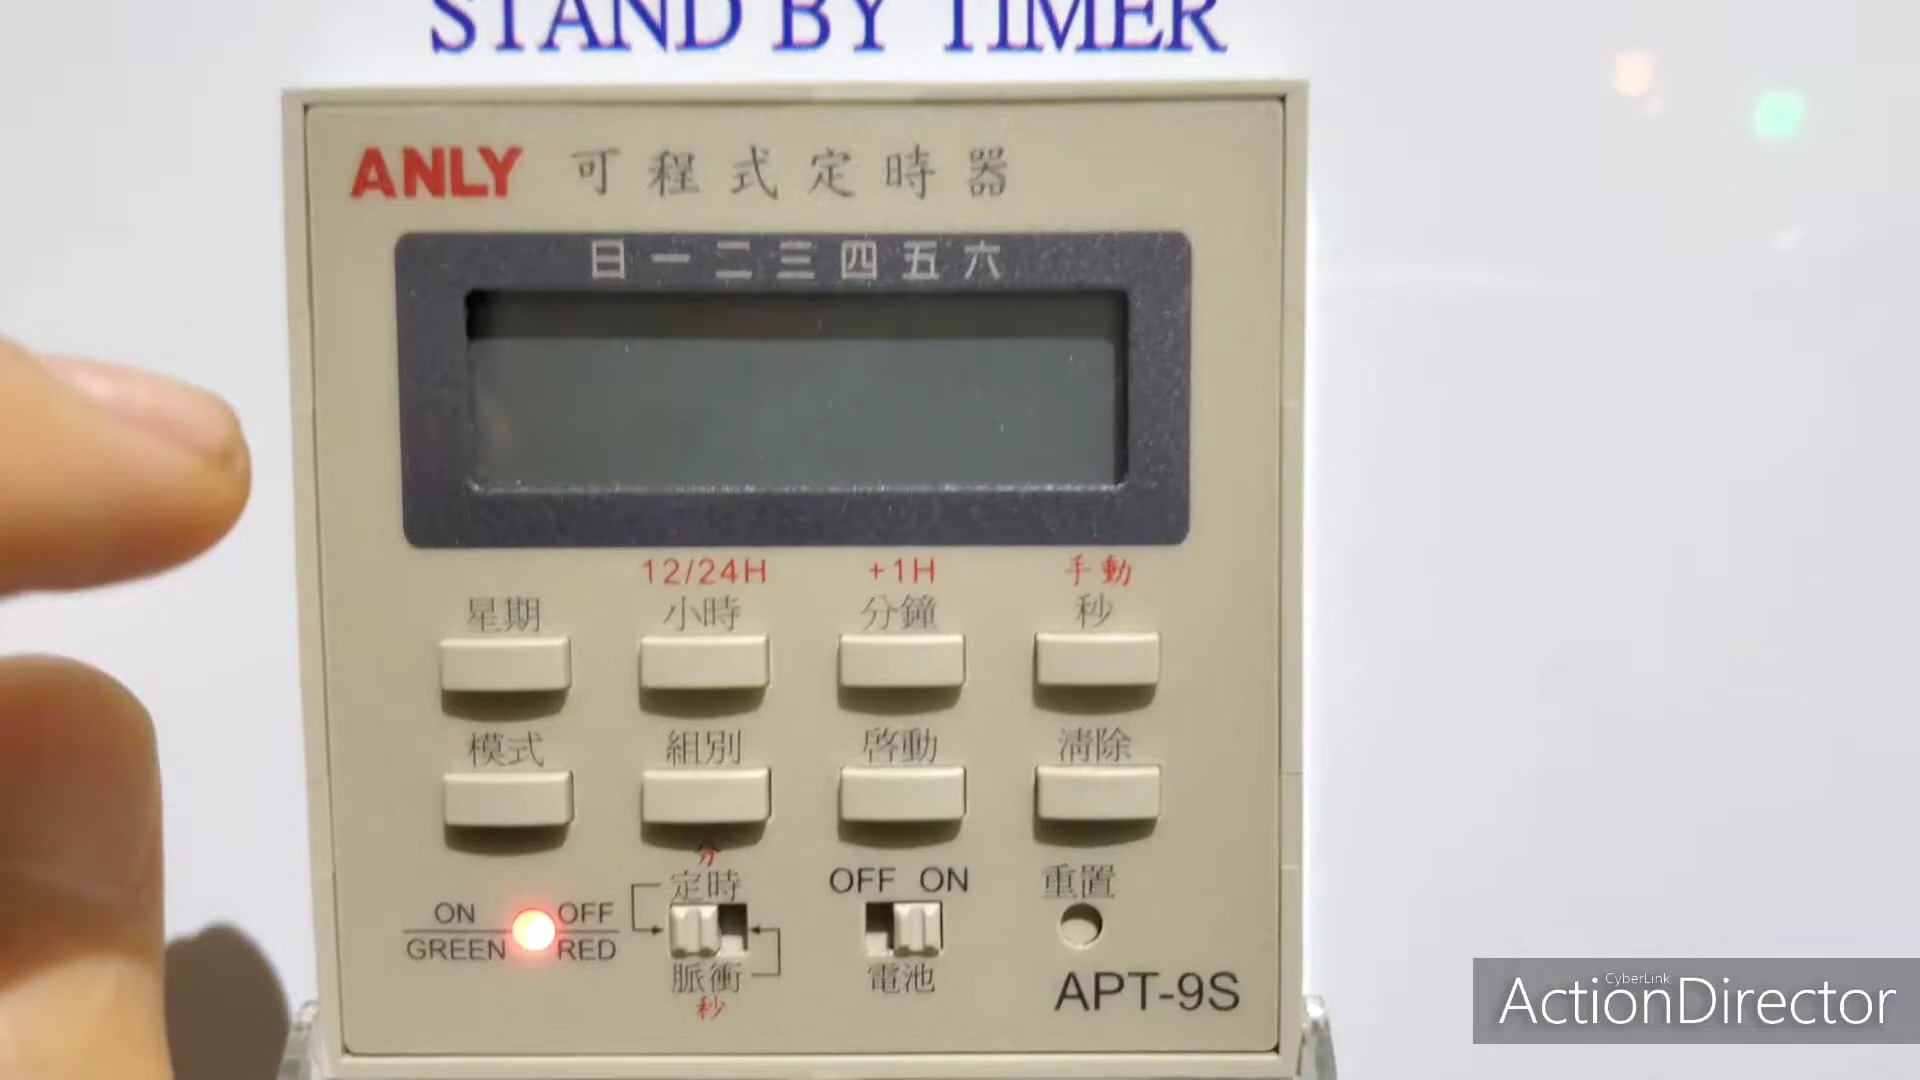 STAND BY TIMER
ANLY 可程式定時器
日一二三四五六
12/24H +1H 手動
星期 小時 分鐘 秒
模式 組別 啓動 清除
分
定時 OFF ON 重置
ON OFF
GREEN RED
脈衝 電池
秒
APT-9S
CyberLink
ActionDirector